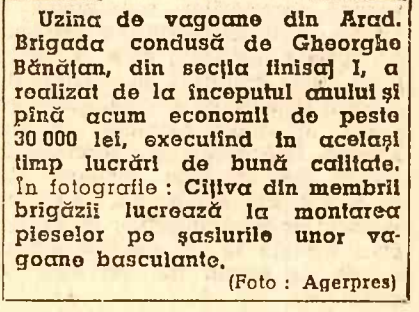 Uzina de vagoane din Arad.
Brigada condusă de Gheorghe
Bănățan, din secția finisaj I, a
realizat de la începutul anului și
pînă acum economii de peste
30 000 lei, executînd în același
timp lucrări de bună calitate.
În fotografie : Cîțiva din membrii
brigăzii lucrează la montarea
pieselor pe șasiurile unor va-
goane basculante.
(Foto : Agerpres)